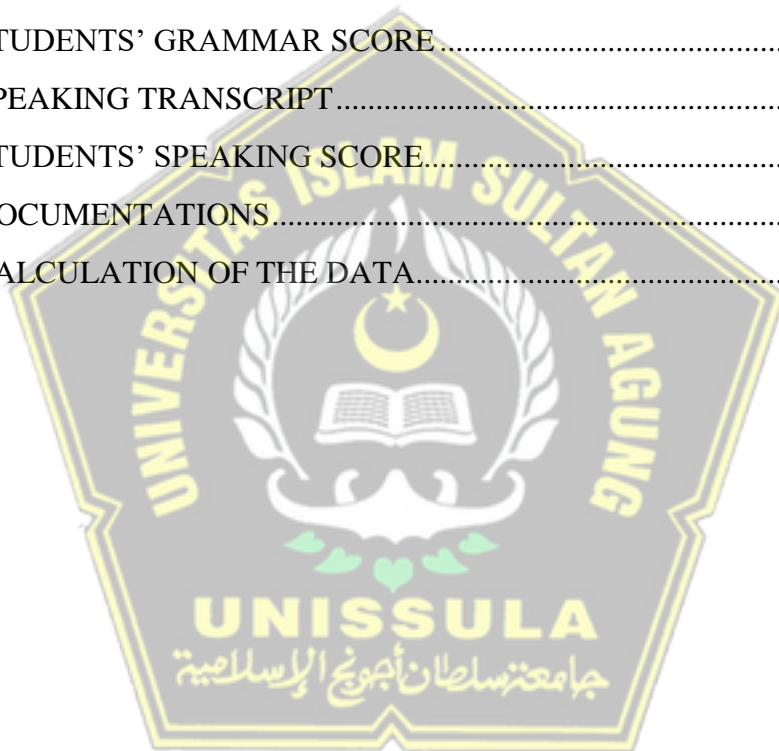 TUDENTS’ GRAMMAR SCORE
PEAKING TRANSCRIPT
TUDENTS’ SPEAKING SCORE
OCUMENTATIONS
ALCULATION OF THE DATA
UNIVERSITAS ISLAM SULTAN AGUNG
UNISSULA
جامعة سلطان أجونج الإسلامية